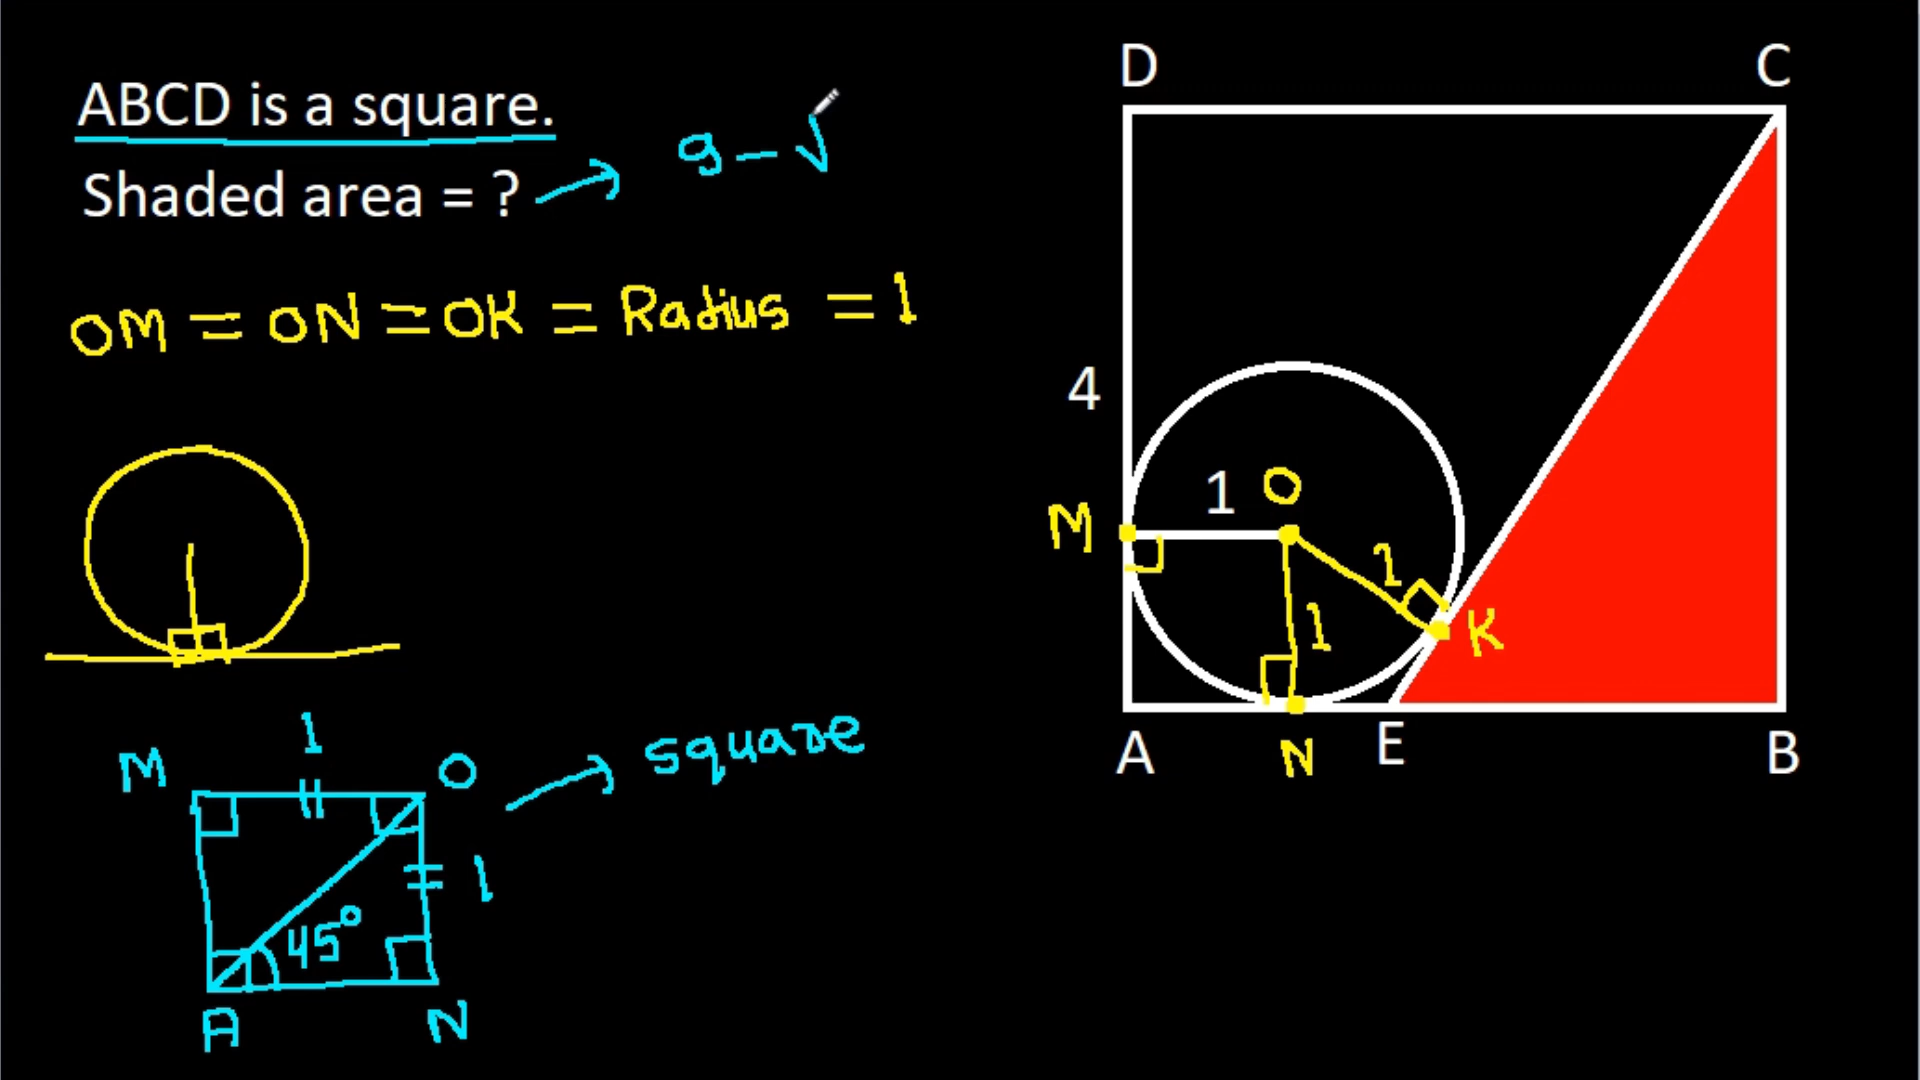 ABCD is a square.
Shaded area = ? → 9 - √
OM = ON = OK = Radius = 1
M 1 O → square
1
45°
A N
D C
4
1 O
M
1
1 K
A N E B